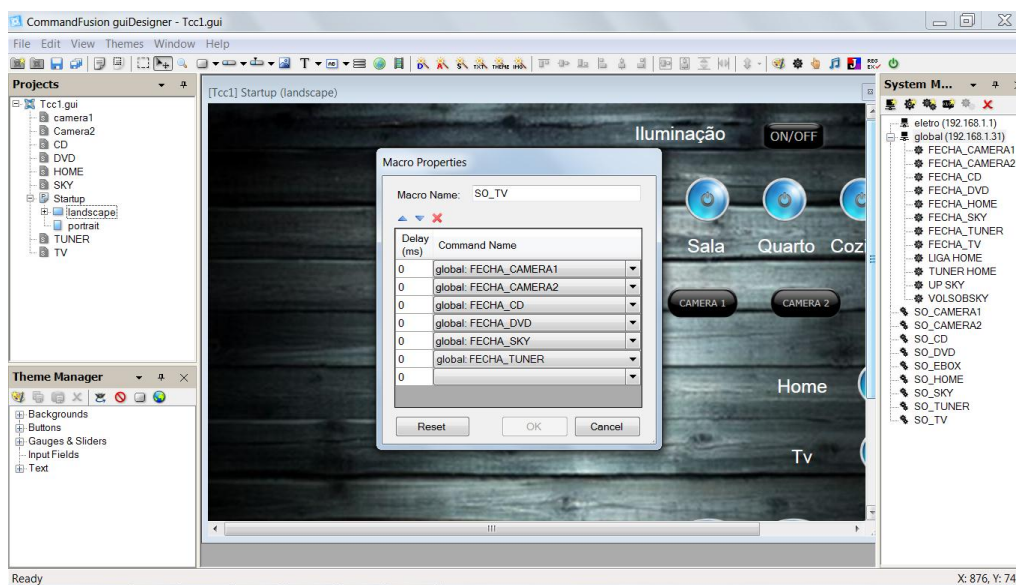 CommandFusion guiDesigner - Tcc1.gui
File Edit View Themes Window Help
Projects
Tcc1.gui
camera1
Camera2
CD
DVD
HOME
SKY
Startup
landscape
portrait
TUNER
TV
Theme Manager
Backgrounds
Buttons
Gauges & Sliders
Input Fields
Text
[Tcc1] Startup (landscape)
Iluminação
ON/OFF
Sala Quarto Cozi
CAMERA 1 CAMERA 2
Home
Tv
Macro Properties
Macro Name: SO_TV
Delay (ms) Command Name
0 global: FECHA_CAMERA1
0 global: FECHA_CAMERA2
0 global: FECHA_CD
0 global: FECHA_DVD
0 global: FECHA_SKY
0 global: FECHA_TUNER
0
Reset OK Cancel
System M...
eletro (192.168.1.1)
global (192.168.1.31)
FECHA_CAMERA1
FECHA_CAMERA2
FECHA_CD
FECHA_DVD
FECHA_HOME
FECHA_SKY
FECHA_TUNER
FECHA_TV
LIGA HOME
TUNER HOME
UP SKY
VOLSOBSKY
SO_CAMERA1
SO_CAMERA2
SO_CD
SO_DVD
SO_EBOX
SO_HOME
SO_SKY
SO_TUNER
SO_TV
Ready
X: 876, Y: 74